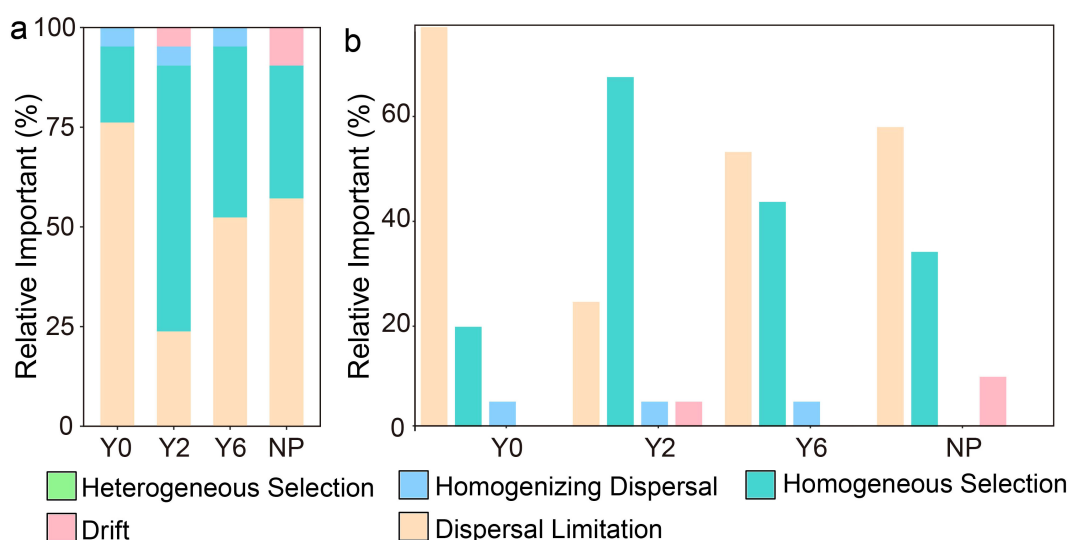 a
Relative Important (%)
100
75
50
25
0
Y0 Y2 Y6 NP
b
Relative Important (%)
60
40
20
0
Y0 Y2 Y6 NP
Heterogeneous Selection
Homogenizing Dispersal
Homogeneous Selection
Drift
Dispersal Limitation